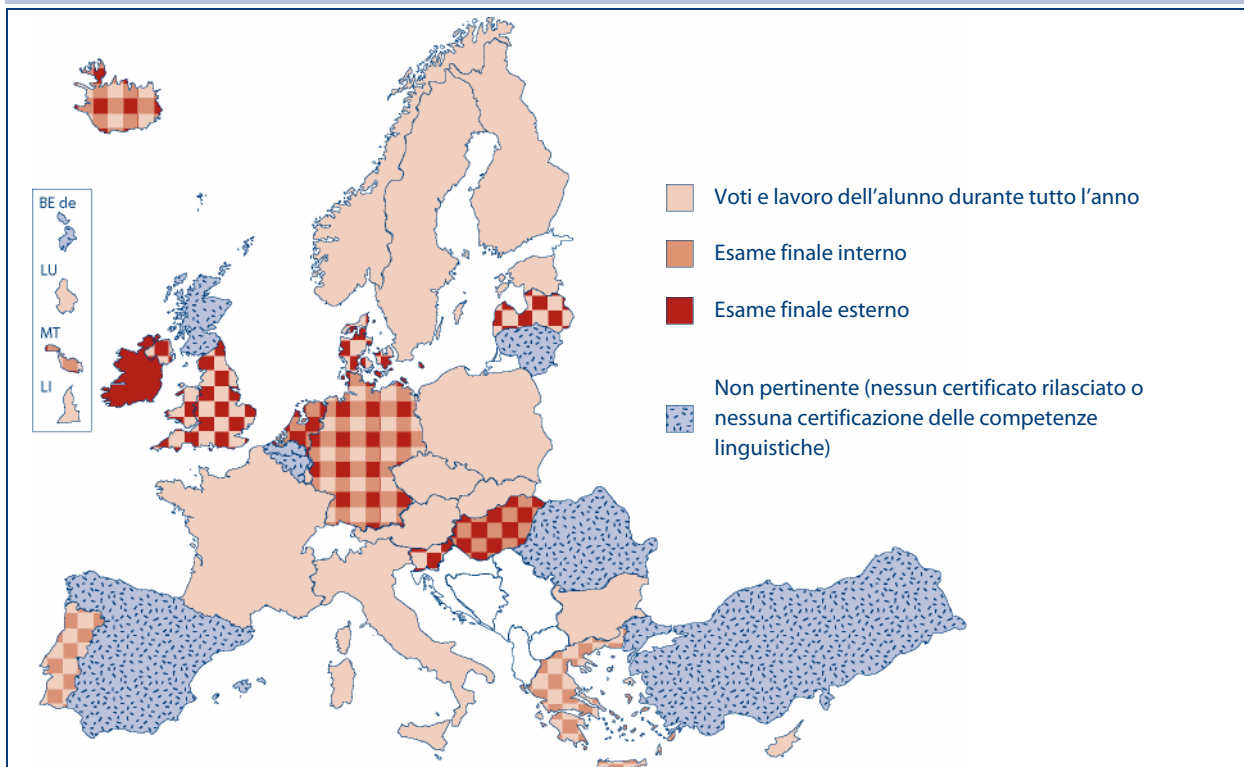 BE de
LU
MT
LI
Voti e lavoro dell'alunno durante tutto l'anno
Esame finale interno
Esame finale esterno
Non pertinente (nessun certificato rilasciato o
nessuna certificazione delle competenze
linguistiche)